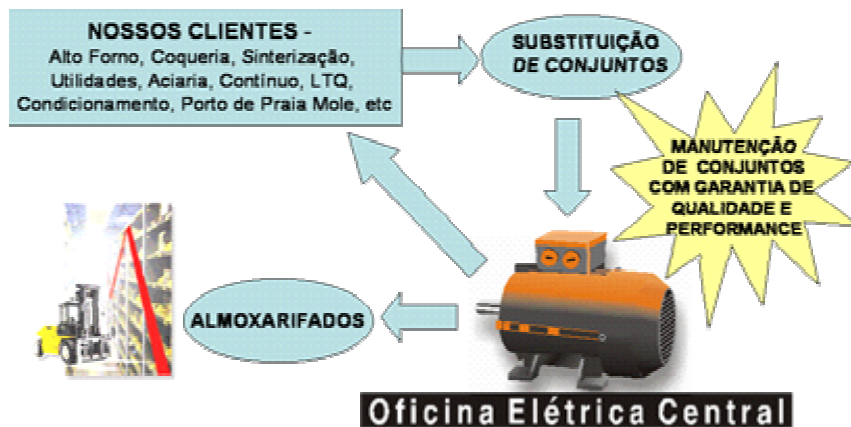 NOSSOS CLIENTES -
Alto Forno, Coqueria, Sinterização,
Utilidades, Aciaria, Contínuo, LTQ,
Condicionamento, Porto de Praia Mole, etc
SUBSTITUIÇÃO
DE CONJUNTOS
MANUTENÇÃO
DE CONJUNTOS
COM GARANTIA DE
QUALIDADE E
PERFORMANCE
ALMOXARIFADOS
Oficina Elétrica Central